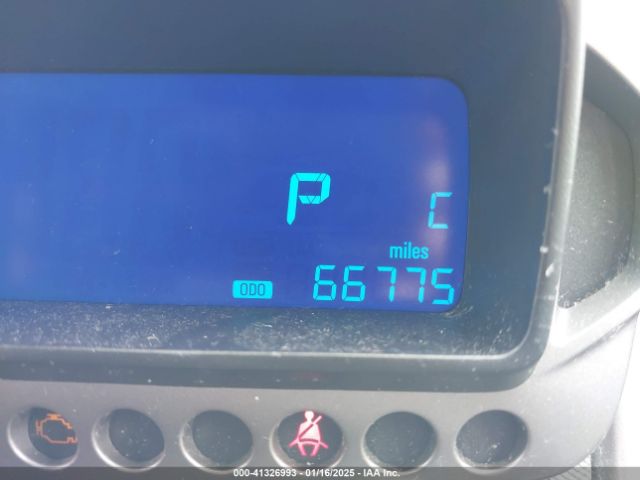 P
C
miles
ODO 66775
000-41326993 - 01/16/2025 - IAA Inc.